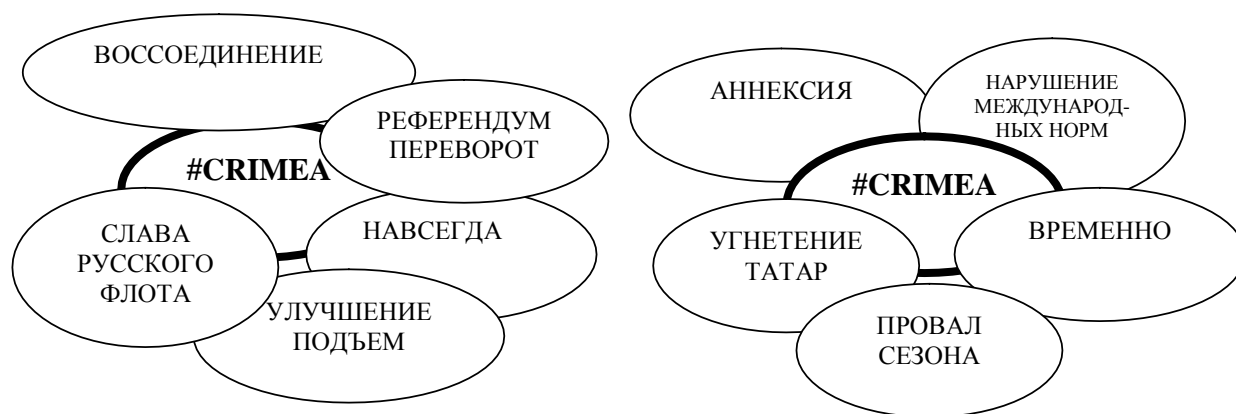 ВОССОЕДИНЕНИЕ
РЕФЕРЕНДУМ
ПЕРЕВОРОТ
#CRIMEA
СЛАВА
РУССКОГО
ФЛОТА
НАВСЕГДА
УЛУЧШЕНИЕ
ПОДЪЕМ
АННЕКСИЯ
НАРУШЕНИЕ
МЕЖДУНАРОД-
НЫХ НОРМ
#CRIMEA
УГНЕТЕНИЕ
ТАТАР
ВРЕМЕННО
ПРОВАЛ
СЕЗОНА